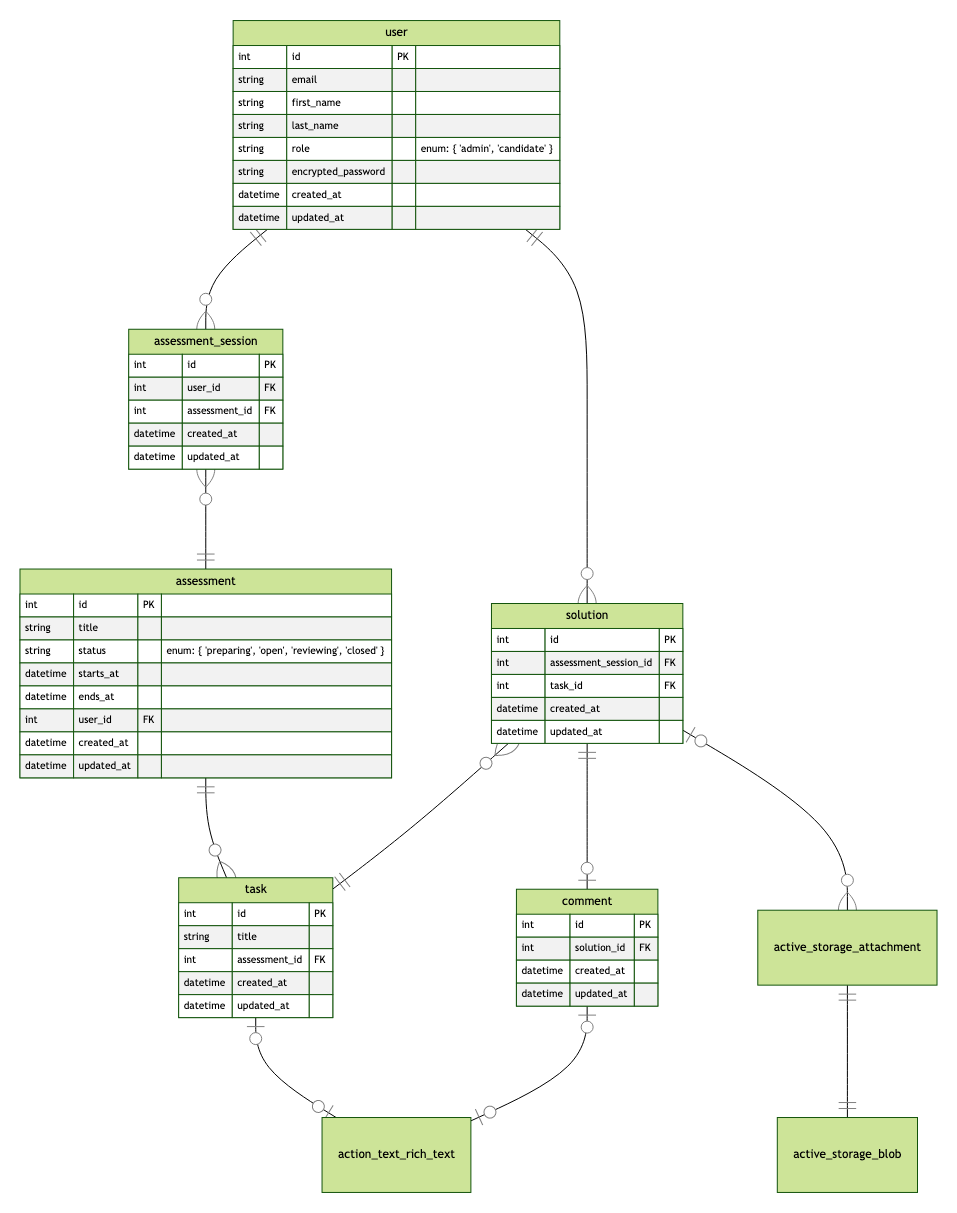 user
int id PK
string email
string first_name
string last_name
string role enum: { 'admin', 'candidate' }
string encrypted_password
datetime created_at
datetime updated_at
assessment_session
int id PK
int user_id FK
int assessment_id FK
datetime created_at
datetime updated_at
assessment
int id PK
string title
string status enum: { 'preparing', 'open', 'reviewing', 'closed' }
datetime starts_at
datetime ends_at
int user_id FK
datetime created_at
datetime updated_at
solution
int id PK
int assessment_session_id FK
int task_id FK
datetime created_at
datetime updated_at
task
int id PK
string title
int assessment_id FK
datetime created_at
datetime updated_at
comment
int id PK
int solution_id FK
datetime created_at
datetime updated_at
active_storage_attachment
action_text_rich_text
active_storage_blob